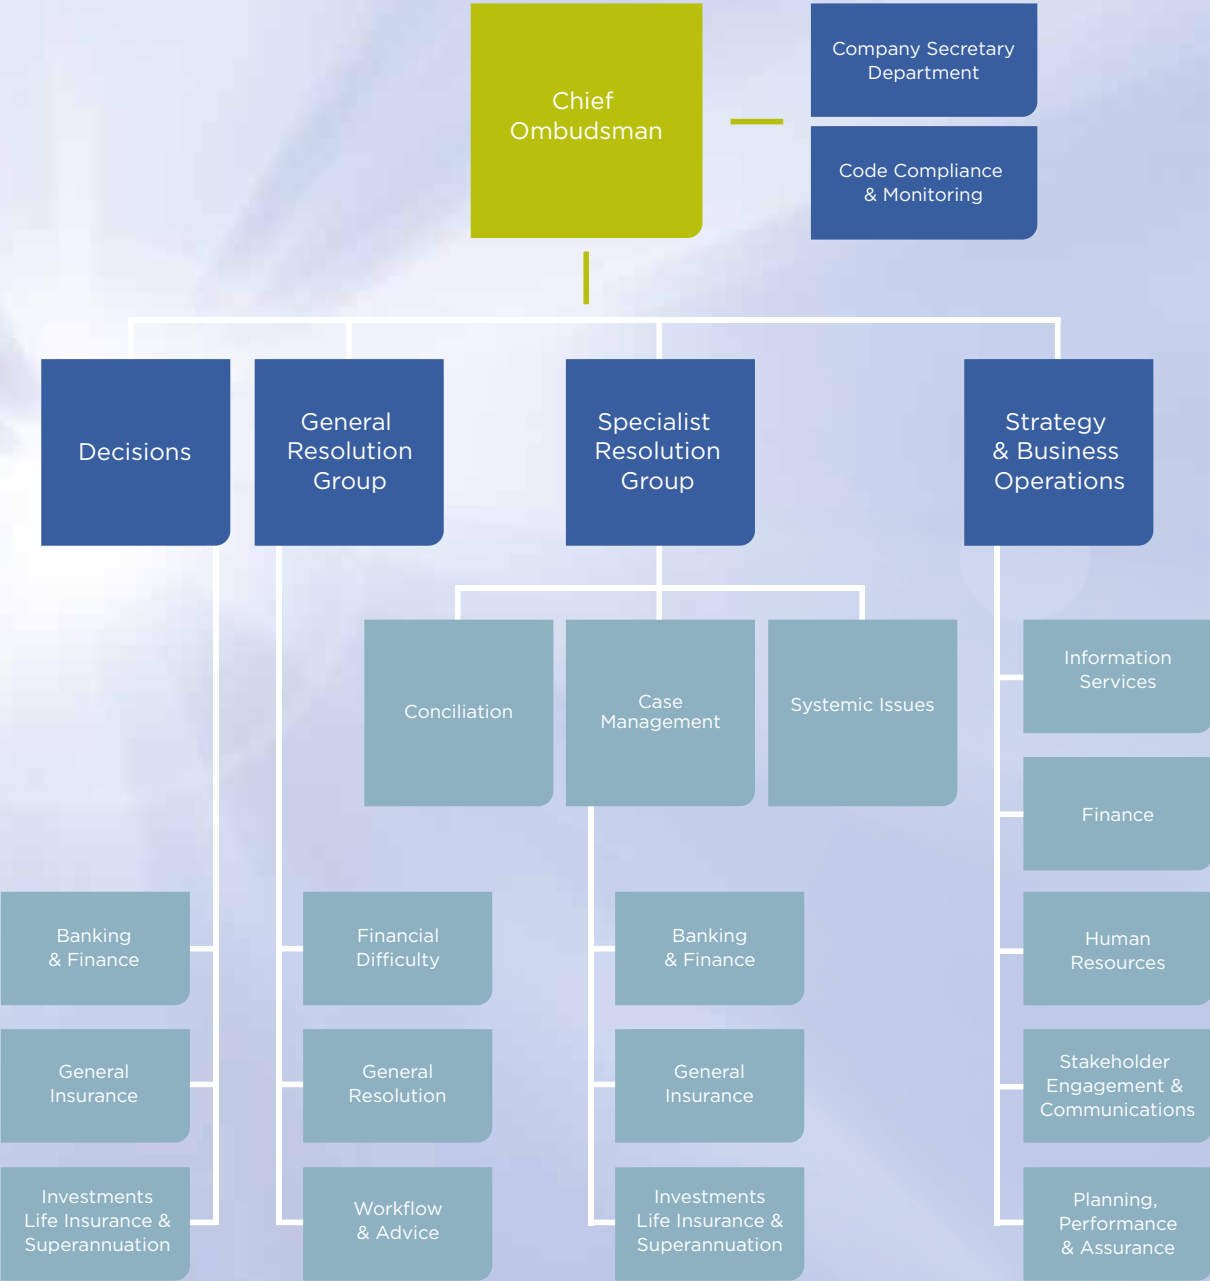 Chief
Ombudsman
Company Secretary
Department
Code Compliance
& Monitoring
Decisions
General
Resolution
Group
Specialist
Resolution
Group
Strategy
& Business
Operations
Conciliation
Case
Management
Systemic Issues
Information
Services
Finance
Banking
& Finance
Financial
Difficulty
Banking
& Finance
Human
Resources
General
Insurance
General
Resolution
General
Insurance
Stakeholder
Engagement &
Communications
Investments
Life Insurance &
Superannuation
Workflow
& Advice
Investments
Life Insurance &
Superannuation
Planning,
Performance
& Assurance